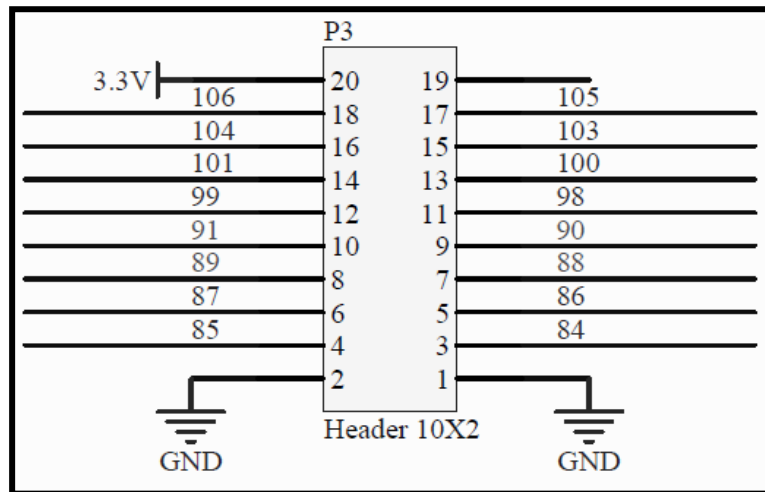 P3
3.3V 20 19
106 18 17 105
104 16 15 103
101 14 13 100
99 12 11 98
91 10 9 90
89 8 7 88
87 6 5 86
85 4 3 84
2 1
Header 10X2
GND GND